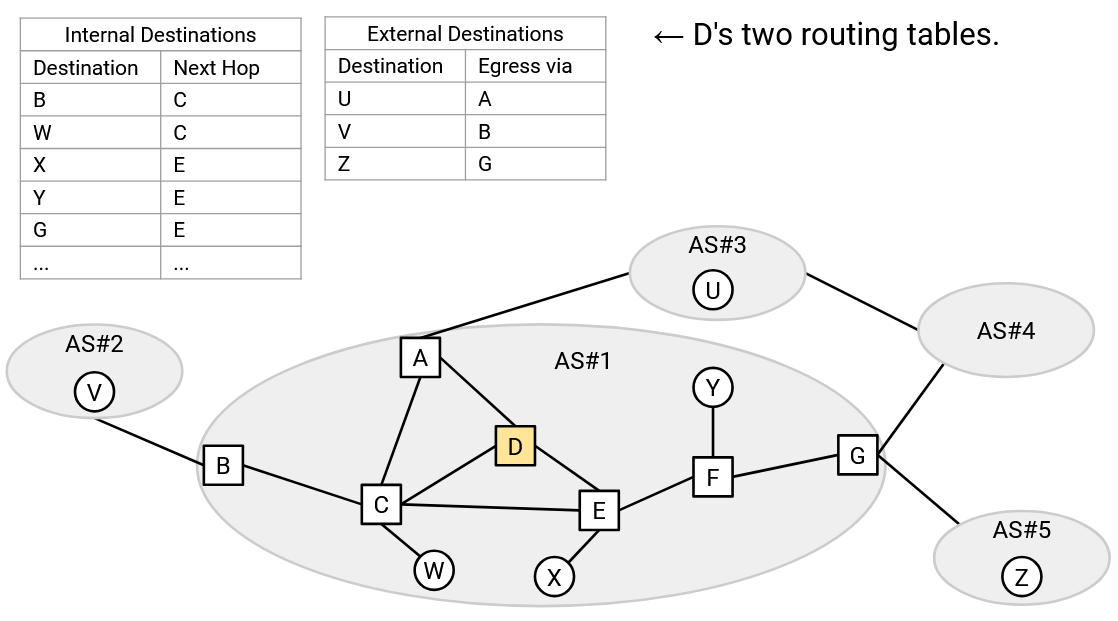 Internal Destinations
Destination Next Hop
B C
W C
X E
Y E
G E
... ...
External Destinations
Destination Egress via
U A
V B
Z G
← D's two routing tables.
AS#3
U
AS#4
AS#2
V
AS#1
A
Y
D
B
G
F
C
E
W
X
AS#5
Z